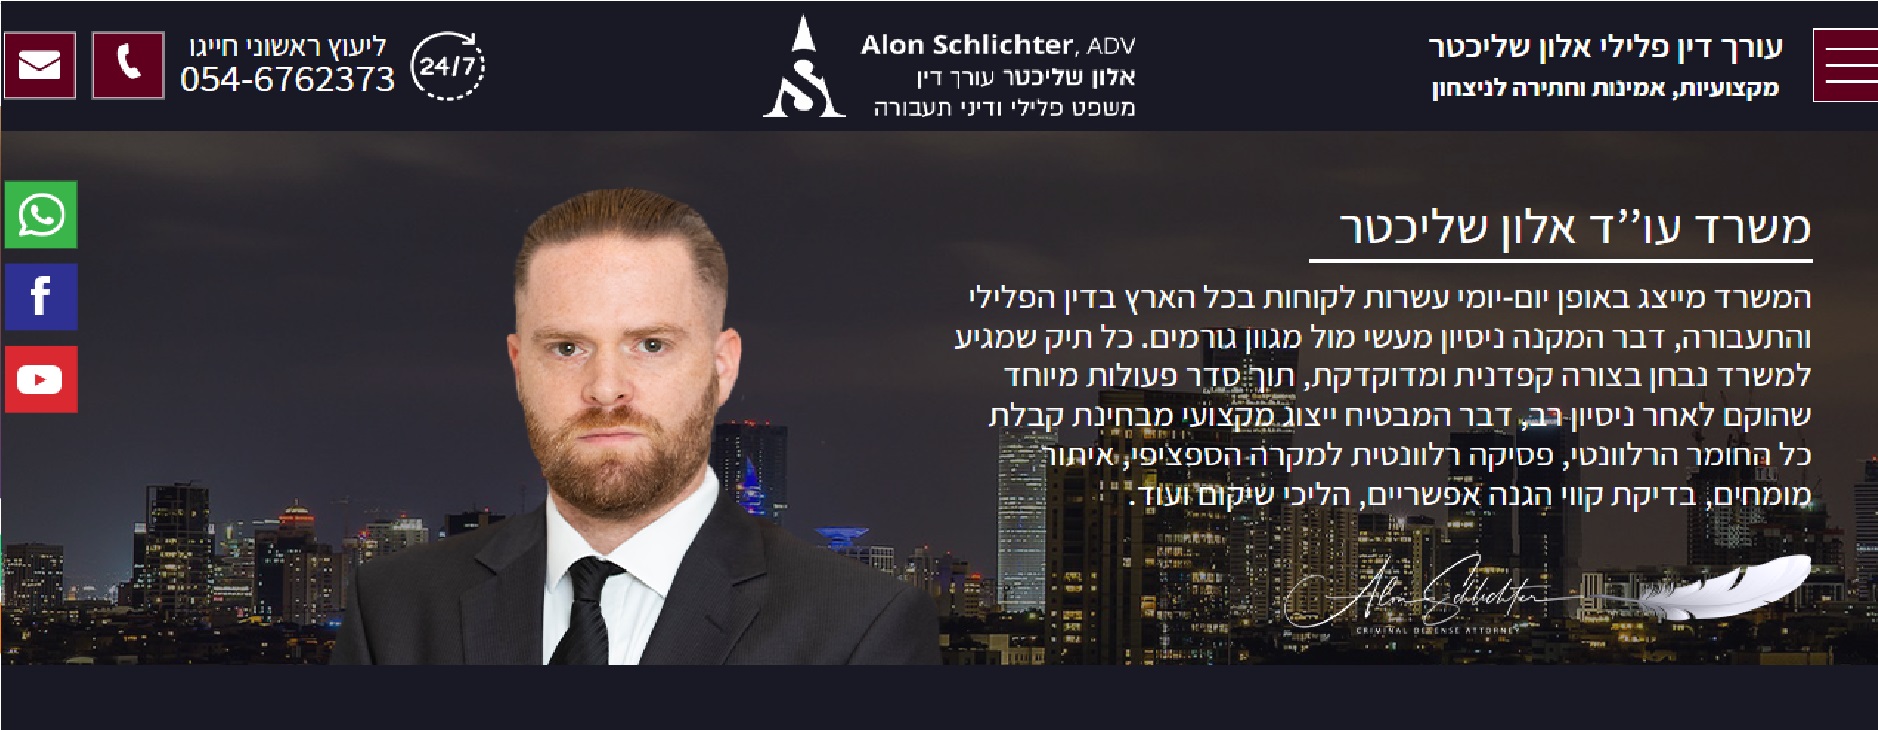 עורך דין פלילי אלון שליכטר
מקצועיות, אמינות וחתירה לניצחון
Alon Schlichter, ADV
אלון שליכטר עורך דין
משפט פלילי ודיני תעבורה
24/7
ליעוץ ראשוני חייגו
054-6762373
משרד עו''ד אלון שליכטר
המשרד מייצג באופן יום-יומי עשרות לקוחות בכל הארץ בדין הפלילי
והתעבורה, דבר המקנה ניסיון מעשי מול מגוון גורמים. כל תיק שמגיע
למשרד נבחן בצורה קפדנית ומדוקדקת, תוך סדר פעולות מיוחד
שהוקם לאחר ניסיון רב, דבר המבטיח ייצוג מקצועי מבחינת קבלת
כל החומר הרלוונטי, פסיקה רלוונטית למקרה הספציפי, איתור
מומחים, בדיקת קווי הגנה אפשריים, הליכי שיקום ועוד.
Alon Schlichter
CRIMINAL DEFENSE ATTORNEY